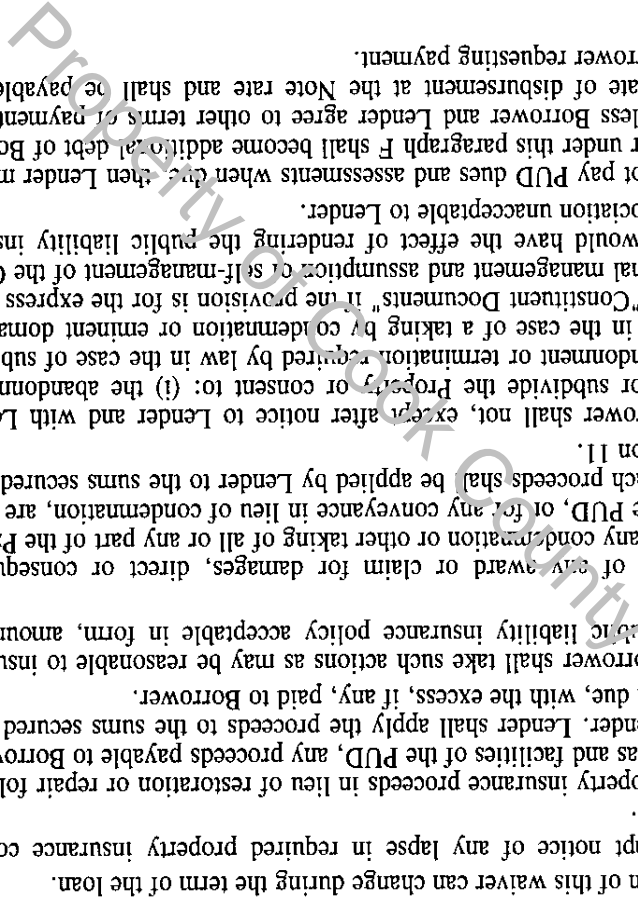 n of this waiver can change during the term of the loan.
pt notice of any lapse in required property insurance co
.
operty insurance proceeds in lieu of restoration or repair fol
as and facilities of the PUD, any proceeds payable to Borrow
nder. Lender shall apply the proceeds to the sums secured
due, with the excess, if any, paid to Borrower.
orrower shall take such actions as may be reasonable to insu
liability insurance policy acceptable in form, amoun
of any award or claim for damages, direct or consequ
any condemnation or other taking of all or any part of the P
e PUD, or for any conveyance in lieu of condemnation, are
ch proceeds shall be applied by Lender to the sums secured
on 11.
rower shall not, except after notice to Lender and with L
or subdivide the Property or consent to: (i) the abandonm
ndonment or termination required by law in the case of sub
in the case of a taking by condemnation or eminent doma
"Constituent Documents" if the provision is for the express
nal management and assumption of self-management of the O
would have the effect of rendering the public liability ins
ociation unacceptable to Lender.
ot pay PUD dues and assessments when due, then Lender m
r under this paragraph F shall become additional debt of Bo
less Borrower and Lender agree to other terms of payment
ate of disbursement at the Note rate and shall be payable
rrower requesting payment.
Property of Cook County